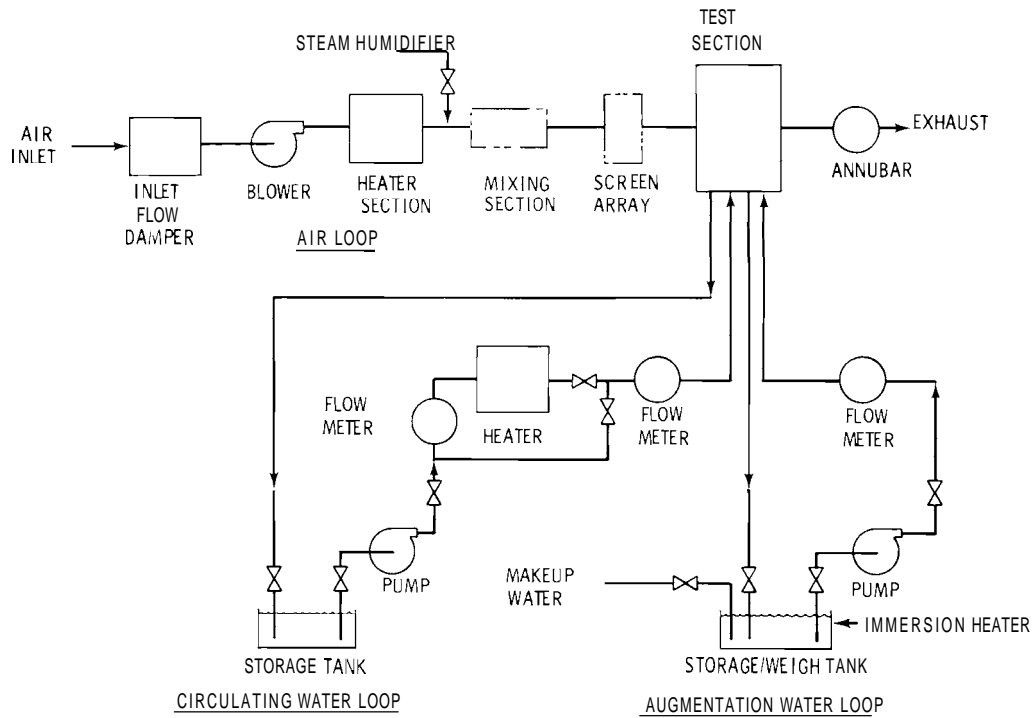 TEST
SECTION
STEAM HUMIDIFIER
AIR
INLET
EXHAUST
ANNUBAR
INLET
FLOW
DAMPER
BLOWER
HEATER
SECTION
MIXING
SECTION
SCREEN
ARRAY
AIR LOOP
FLOW
METER
HEATER
FLOW
METER
FLOW
METER
PUMP
MAKEUP
WATER
PUMP
IMMERSION HEATER
STORAGE TANK
STORAGE/WEIGH TANK
CIRCULATING WATER LOOP
AUGMENTATION WATER LOOP